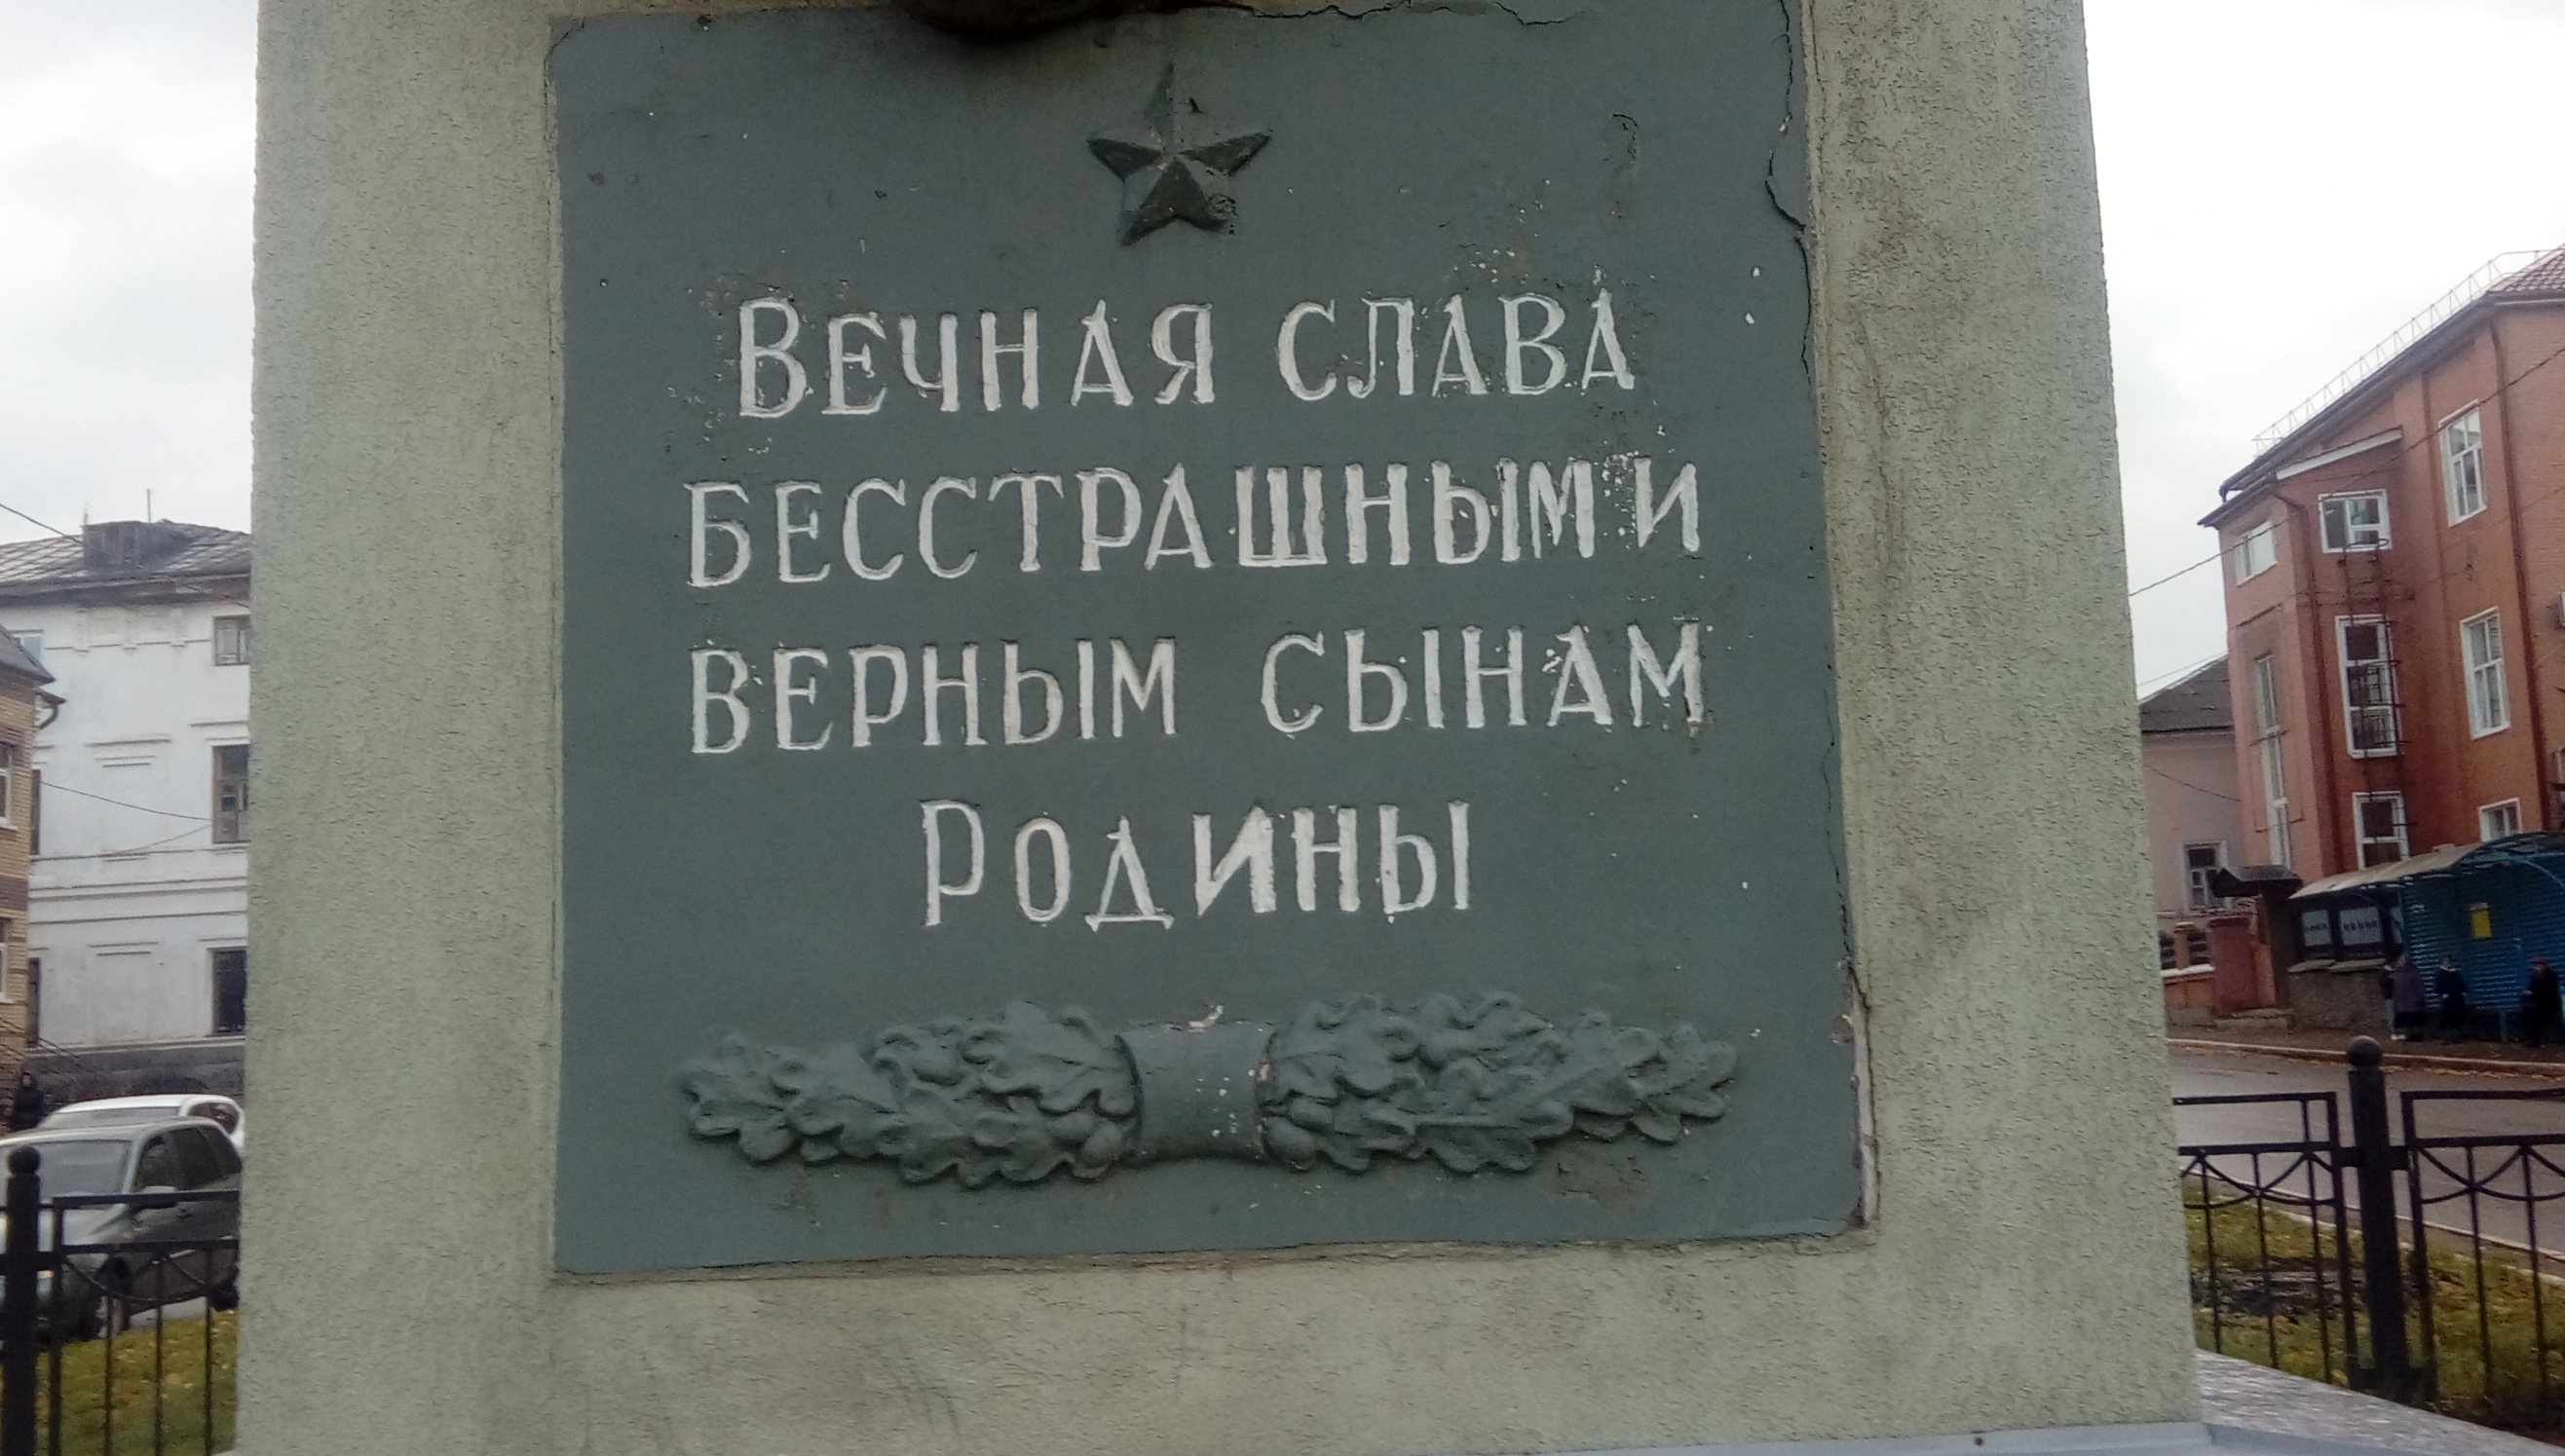 ВЕЧНАЯ СЛАВА
БЕССТРАШНЫМ И
ВЕРНЫМ СЫНАМ
РОДИНЫ